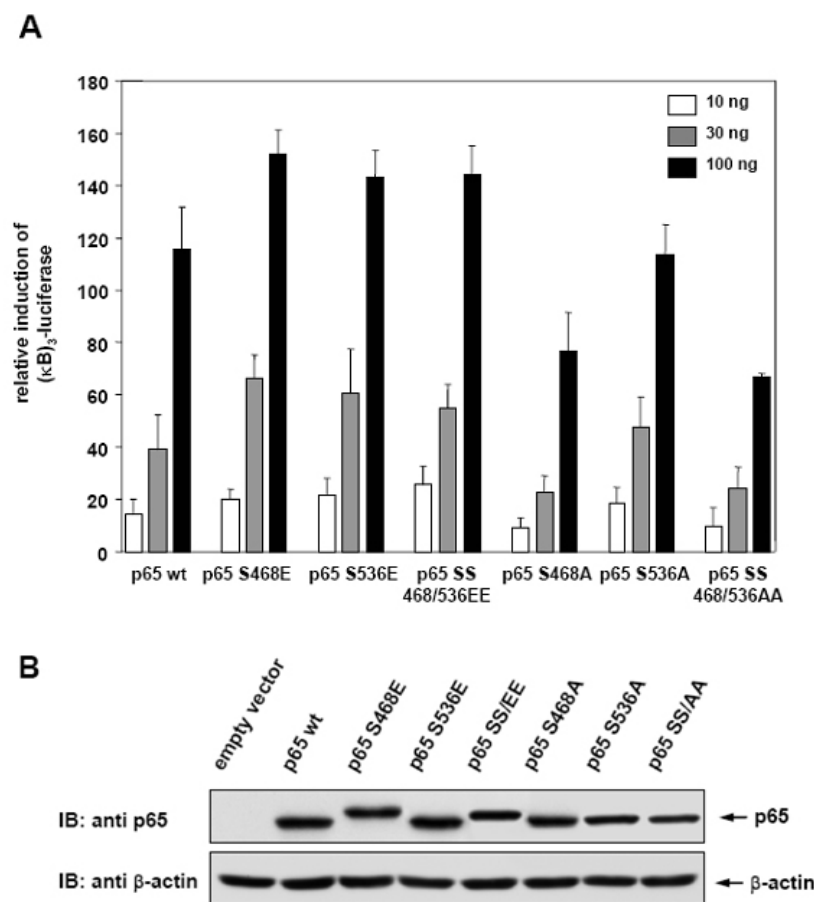 A
180
160
140
120
100
80
60
40
20
0
relative induction of
(κB)3-luciferase
10 ng
30 ng
100 ng
p65 wt
p65 S468E
p65 S536E
p65 SS
468/536EE
p65 S468A
p65 S536A
p65 SS
468/536AA
B
empty vector
p65 wt
p65 S468E
p65 S536E
p65 SS/EE
p65 S468A
p65 S536A
p65 SS/AA
IB: anti p65
p65
IB: anti β-actin
β-actin